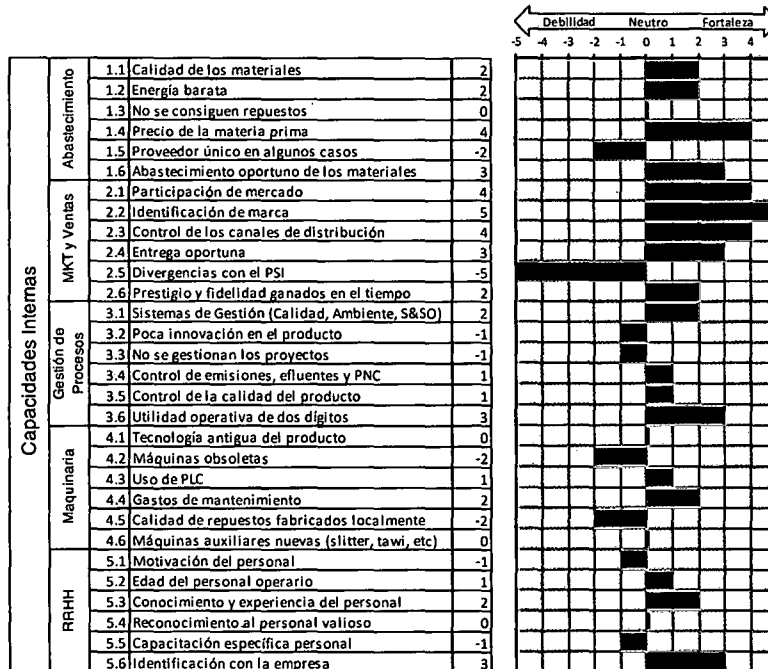 Debilidad Neutro Fortaleza
-5 -4 -3 -2 -1 0 1 2 3 4
Capacidades Internas
Abastecimiento
1.1 Calidad de los materiales 2
1.2 Energía barata 2
1.3 No se consiguen repuestos 0
1.4 Precio de la materia prima 4
1.5 Proveedor único en algunos casos -2
1.6 Abastecimiento oportuno de los materiales 3
MKT y Ventas
2.1 Participación de mercado 4
2.2 Identificación de marca 5
2.3 Control de los canales de distribución 4
2.4 Entrega oportuna 3
2.5 Divergencias con el PSI -5
2.6 Prestigio y fidelidad ganados en el tiempo 2
Gestión de
Procesos
3.1 Sistemas de Gestión (Calidad, Ambiente, S&SO) 2
3.2 Poca innovación en el producto -1
3.3 No se gestionan los proyectos -1
3.4 Control de emisiones, efluentes y PNC 1
3.5 Control de la calidad del producto 1
3.6 Utilidad operativa de dos dígitos 3
Maquinaria
4.1 Tecnología antigua del producto 0
4.2 Máquinas obsoletas -2
4.3 Uso de PLC 1
4.4 Gastos de mantenimiento 2
4.5 Calidad de repuestos fabricados localmente -2
4.6 Máquinas auxiliares nuevas (slitter, tawi, etc) 0
RRHH
5.1 Motivación del personal -1
5.2 Edad del personal operario 1
5.3 Conocimiento y experiencia del personal 2
5.4 Reconocimiento al personal valioso 0
5.5 Capacitación específica personal -1
5.6 Identificación con la empresa 3